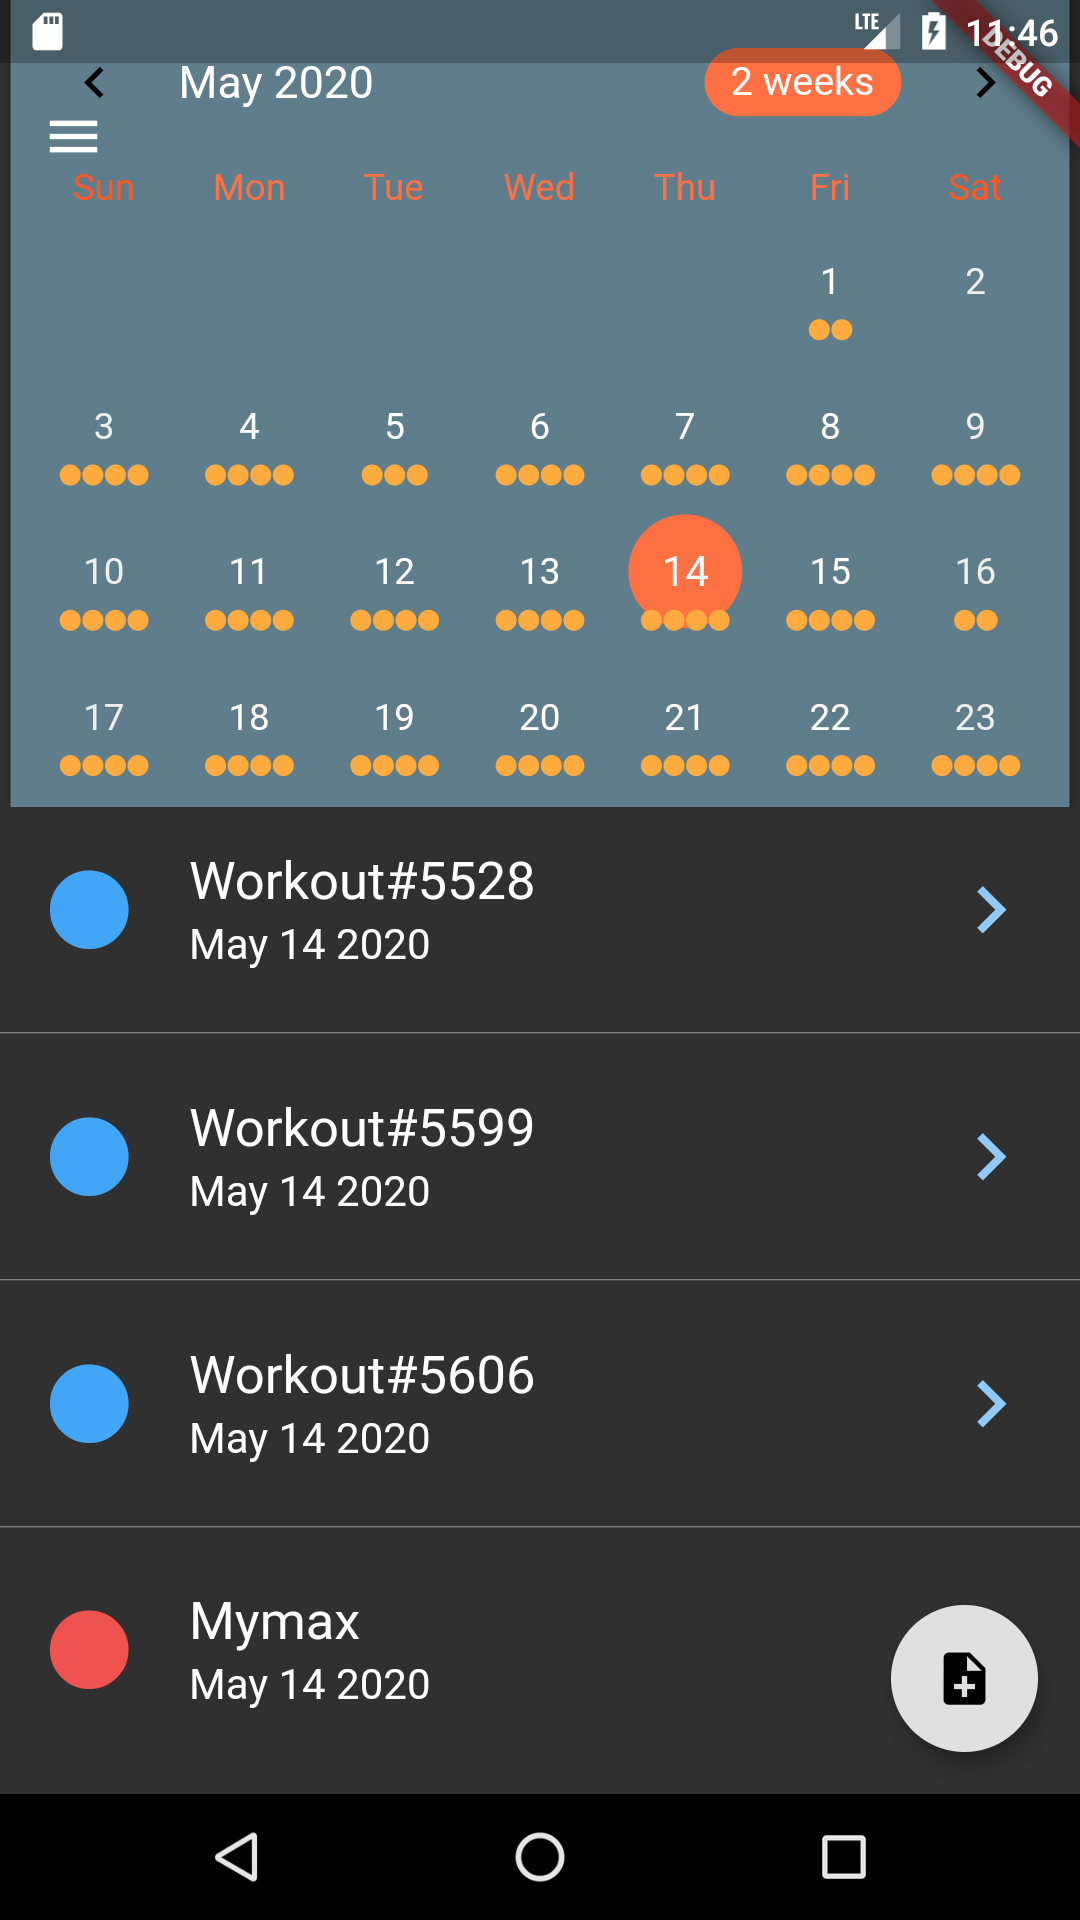 LTE 11:46
DEBUG
May 2020 2 weeks
Sun Mon Tue Wed Thu Fri Sat
1 2
3 4 5 6 7 8 9
10 11 12 13 14 15 16
17 18 19 20 21 22 23
Workout#5528
May 14 2020
Workout#5599
May 14 2020
Workout#5606
May 14 2020
Mymax
May 14 2020